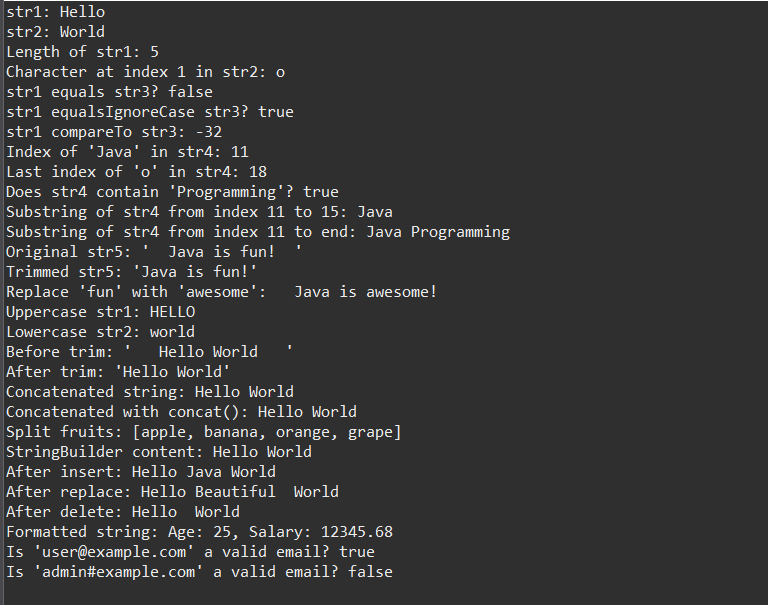 str1: Hello
str2: World
Length of str1: 5
Character at index 1 in str2: o
str1 equals str3? false
str1 equalsIgnoreCase str3? true
str1 compareTo str3: -32
Index of 'Java' in str4: 11
Last index of 'o' in str4: 18
Does str4 contain 'Programming'? true
Substring of str4 from index 11 to 15: Java
Substring of str4 from index 11 to end: Java Programming
Original str5: '  Java is fun!  '
Trimmed str5: 'Java is fun!'
Replace 'fun' with 'awesome':   Java is awesome!
Uppercase str1: HELLO
Lowercase str2: world
Before trim: '   Hello World   '
After trim: 'Hello World'
Concatenated string: Hello World
Concatenated with concat(): Hello World
Split fruits: [apple, banana, orange, grape]
StringBuilder content: Hello World
After insert: Hello Java World
After replace: Hello Beautiful  World
After delete: Hello  World
Formatted string: Age: 25, Salary: 12345.68
Is 'user@example.com' a valid email? true
Is 'admin#example.com' a valid email? false